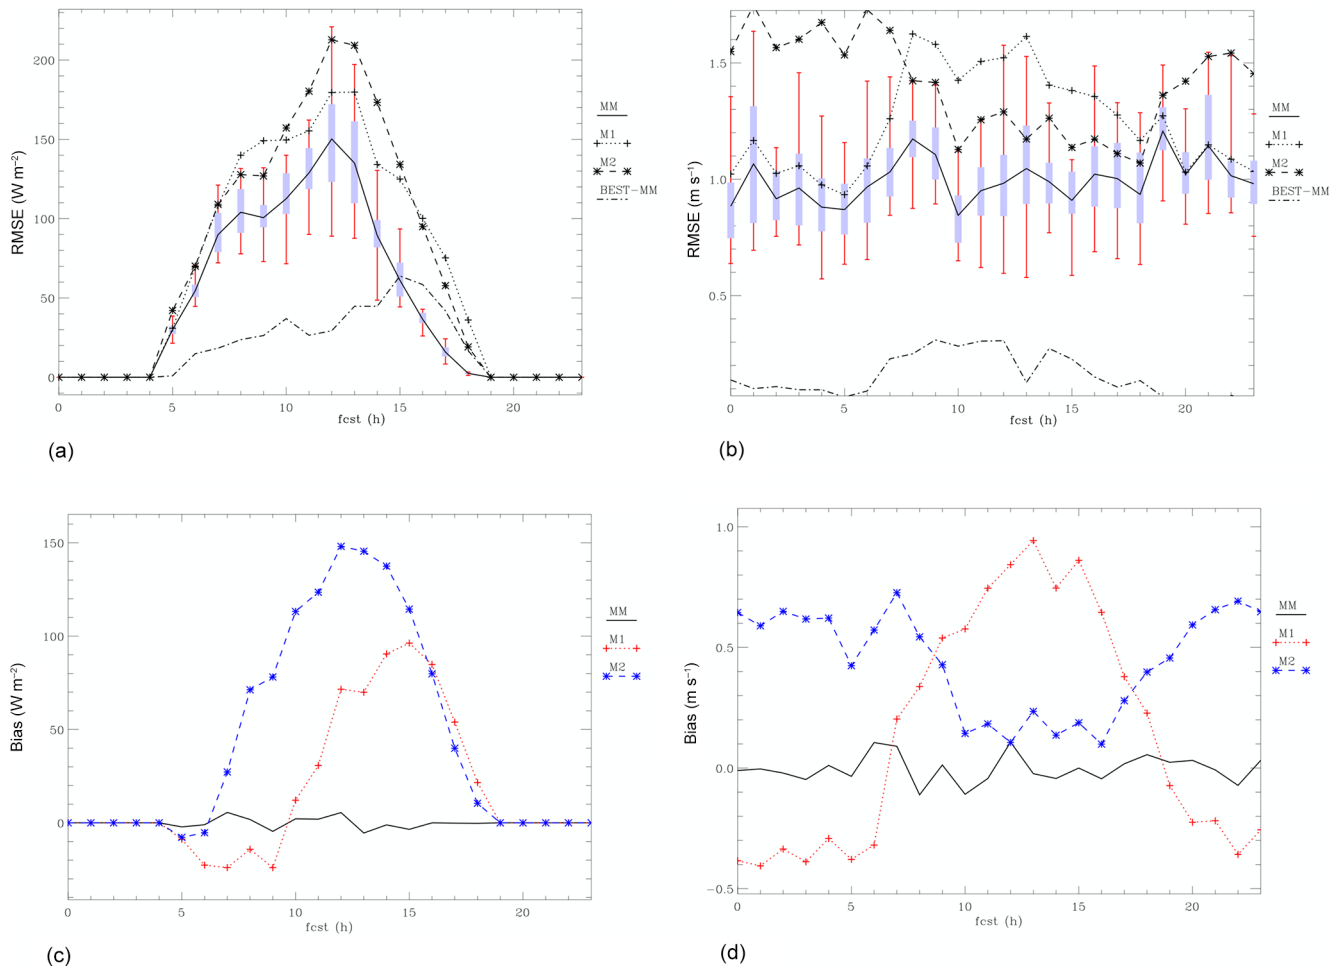 200
150
100
50
0
RMSE (W m⁻²)
0 5 10 15 20
fcst (h)
MM
M1
M2
BEST-MM
(a)
1.5
1.0
0.5
RMSE (m s⁻¹)
0 5 10 15 20
fcst (h)
MM
M1
M2
BEST-MM
(b)
150
100
50
0
Bias (W m⁻²)
0 5 10 15 20
fcst (h)
MM
M1
M2
(c)
1.0
0.5
0.0
-0.5
Bias (m s⁻¹)
0 5 10 15 20
fcst (h)
MM
M1
M2
(d)